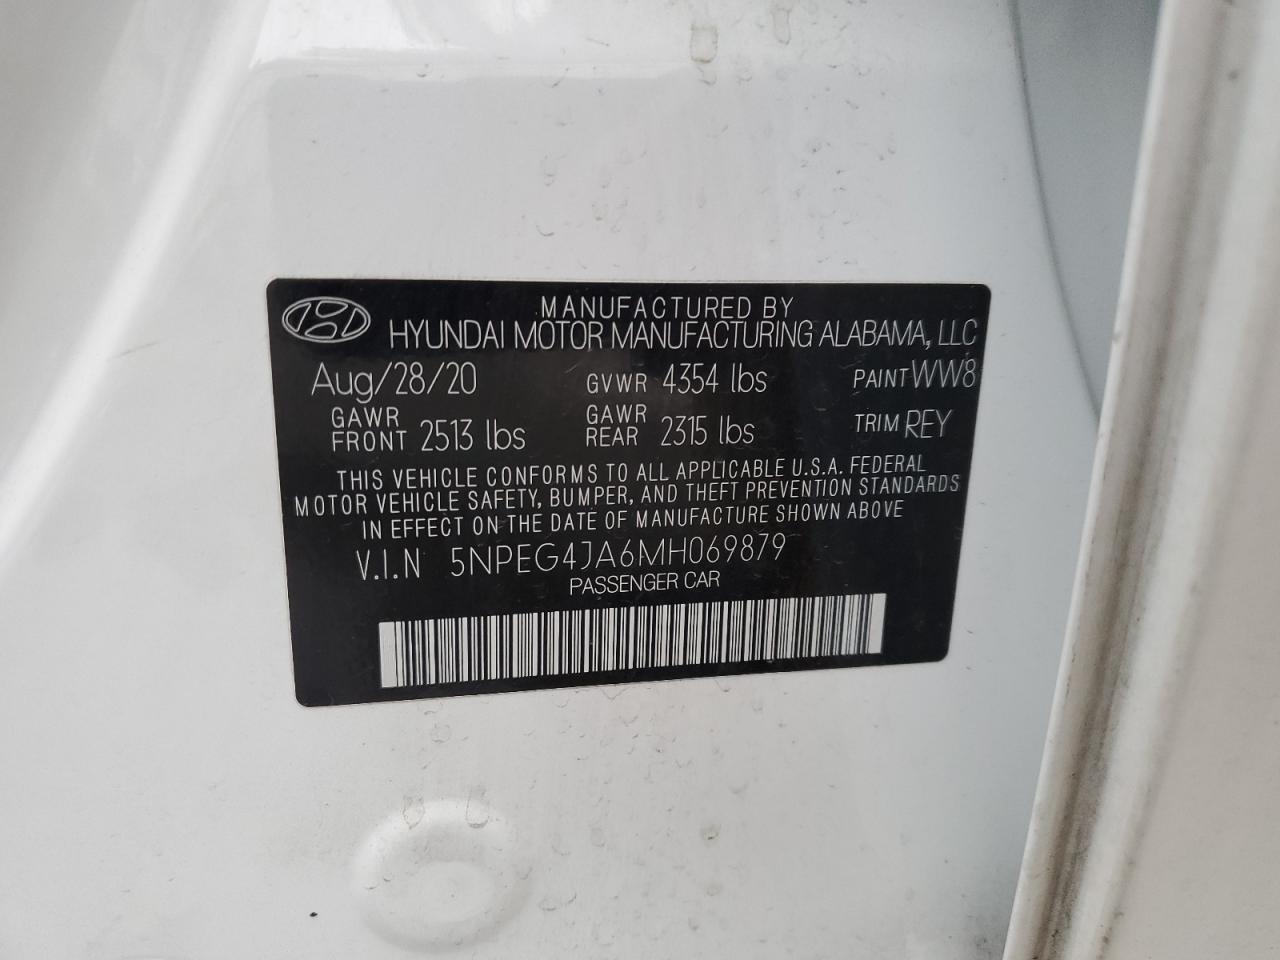 MANUFACTURED BY
HYUNDAI MOTOR MANUFACTURING ALABAMA, LLC
Aug/28/20 GVWR 4354 lbs PAINT WW8
GAWR FRONT 2513 lbs GAWR REAR 2315 lbs TRIM REY
THIS VEHICLE CONFORMS TO ALL APPLICABLE U.S.A. FEDERAL
MOTOR VEHICLE SAFETY, BUMPER, AND THEFT PREVENTION STANDARDS
IN EFFECT ON THE DATE OF MANUFACTURE SHOWN ABOVE
V.I.N 5NPEG4JA6MH069879
PASSENGER CAR